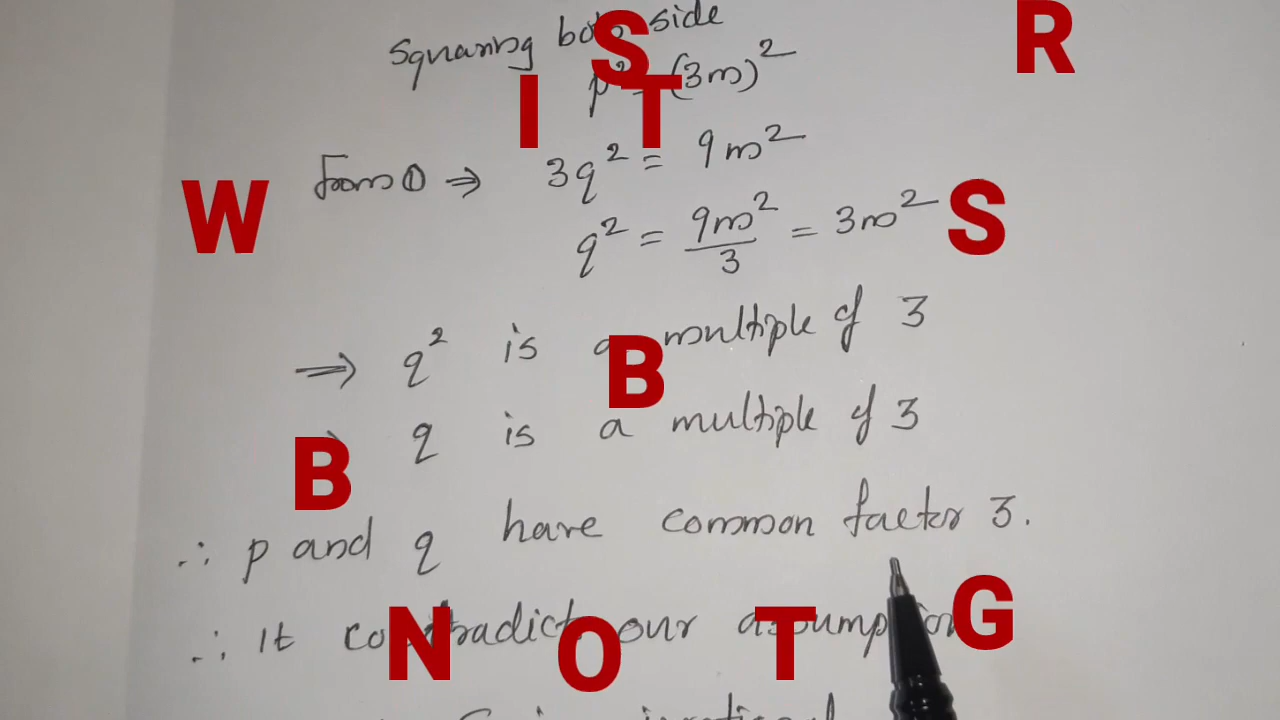 Squaring both side S R
p² = (3m)²
I T
From ① ⇒ 3q² = 9m²
W q² = 9m²/3 = 3m² S
⇒ q² is a multiple of 3
B
q is a multiple of 3
B
∴ p and q have common factor 3.
∴ It contradict our assumption G
N O T